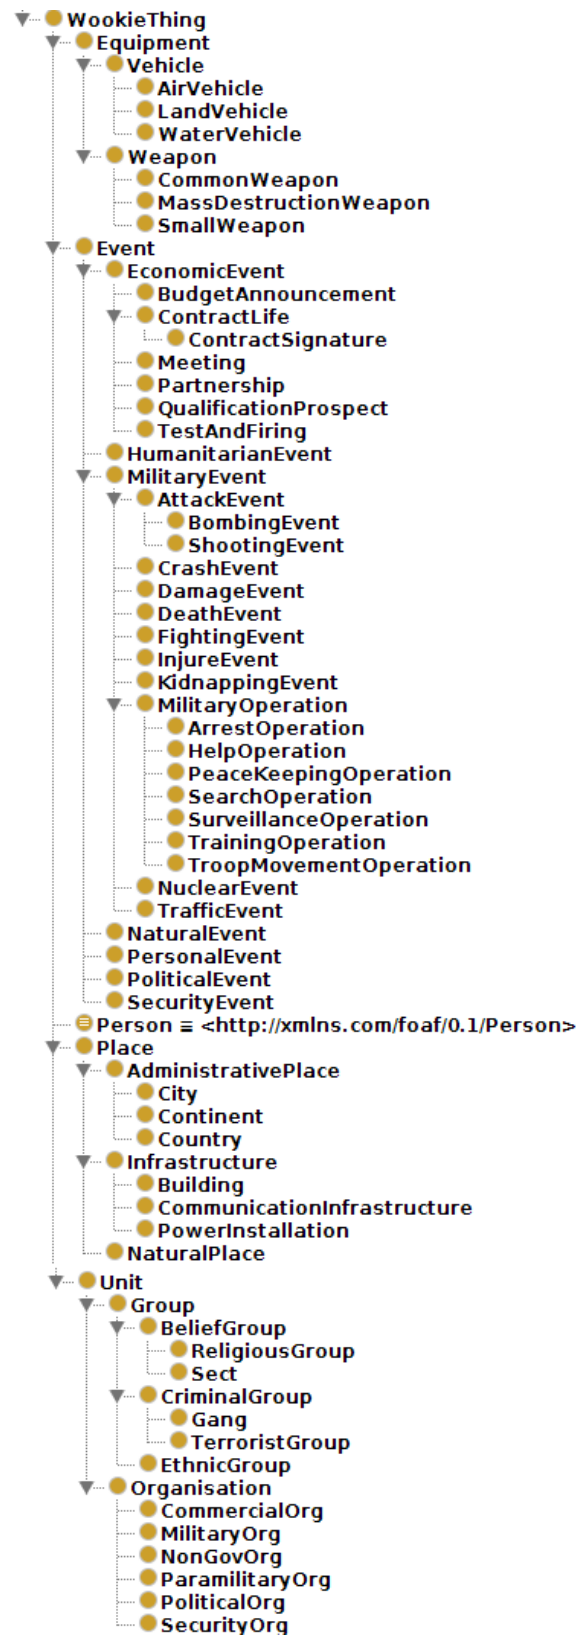 WookieThing
Equipment
Vehicle
AirVehicle
LandVehicle
WaterVehicle
Weapon
CommonWeapon
MassDestructionWeapon
SmallWeapon
Event
EconomicEvent
BudgetAnnouncement
ContractLife
ContractSignature
Meeting
Partnership
QualificationProspect
TestAndFiring
HumanitarianEvent
MilitaryEvent
AttackEvent
BombingEvent
ShootingEvent
CrashEvent
DamageEvent
DeathEvent
FightingEvent
InjureEvent
KidnappingEvent
MilitaryOperation
ArrestOperation
HelpOperation
PeaceKeepingOperation
SearchOperation
SurveillanceOperation
TrainingOperation
TroopMovementOperation
NuclearEvent
TrafficEvent
NaturalEvent
PersonalEvent
PoliticalEvent
SecurityEvent
Person ≡ <http://xmlns.com/foaf/0.1/Person>
Place
AdministrativePlace
City
Continent
Country
Infrastructure
Building
CommunicationInfrastructure
PowerInstallation
NaturalPlace
Unit
Group
BeliefGroup
ReligiousGroup
Sect
CriminalGroup
Gang
TerroristGroup
EthnicGroup
Organisation
CommercialOrg
MilitaryOrg
NonGovOrg
ParamilitaryOrg
PoliticalOrg
SecurityOrg